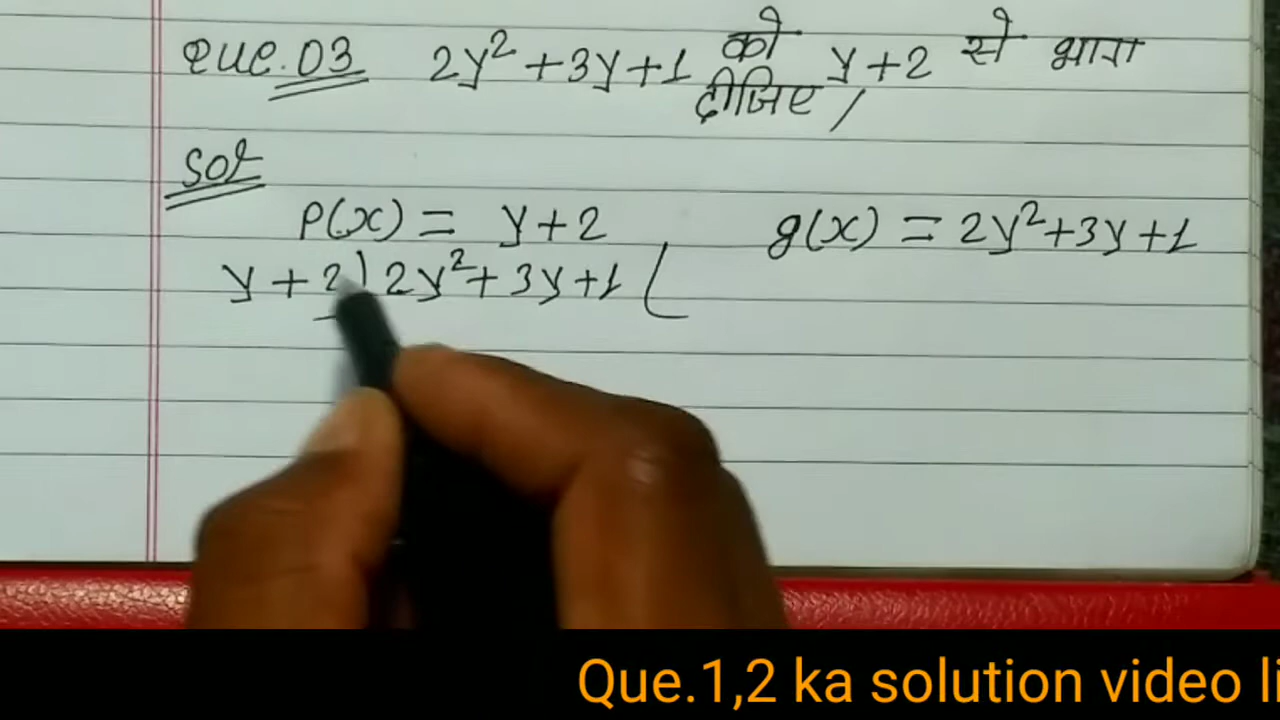 Que.03 2y²+3y+1 को y+2 से भाग
दीजिए /
Sol
P(x) = y+2 g(x) = 2y²+3y+1
y+2) 2y²+3y+1 (
Que.1,2 ka solution video li